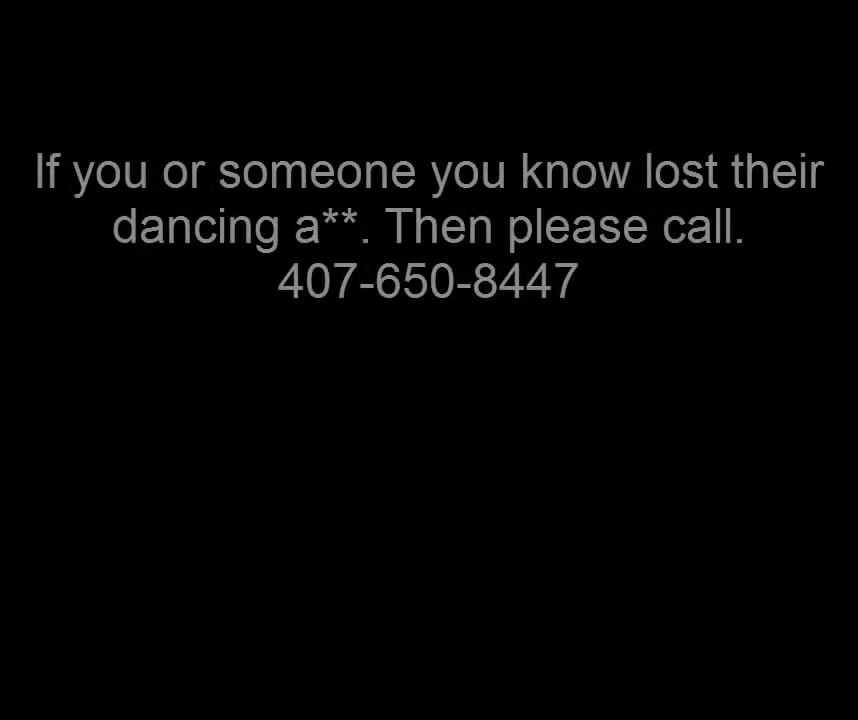 If you or someone you know lost their
dancing a**. Then please call.
407-650-8447